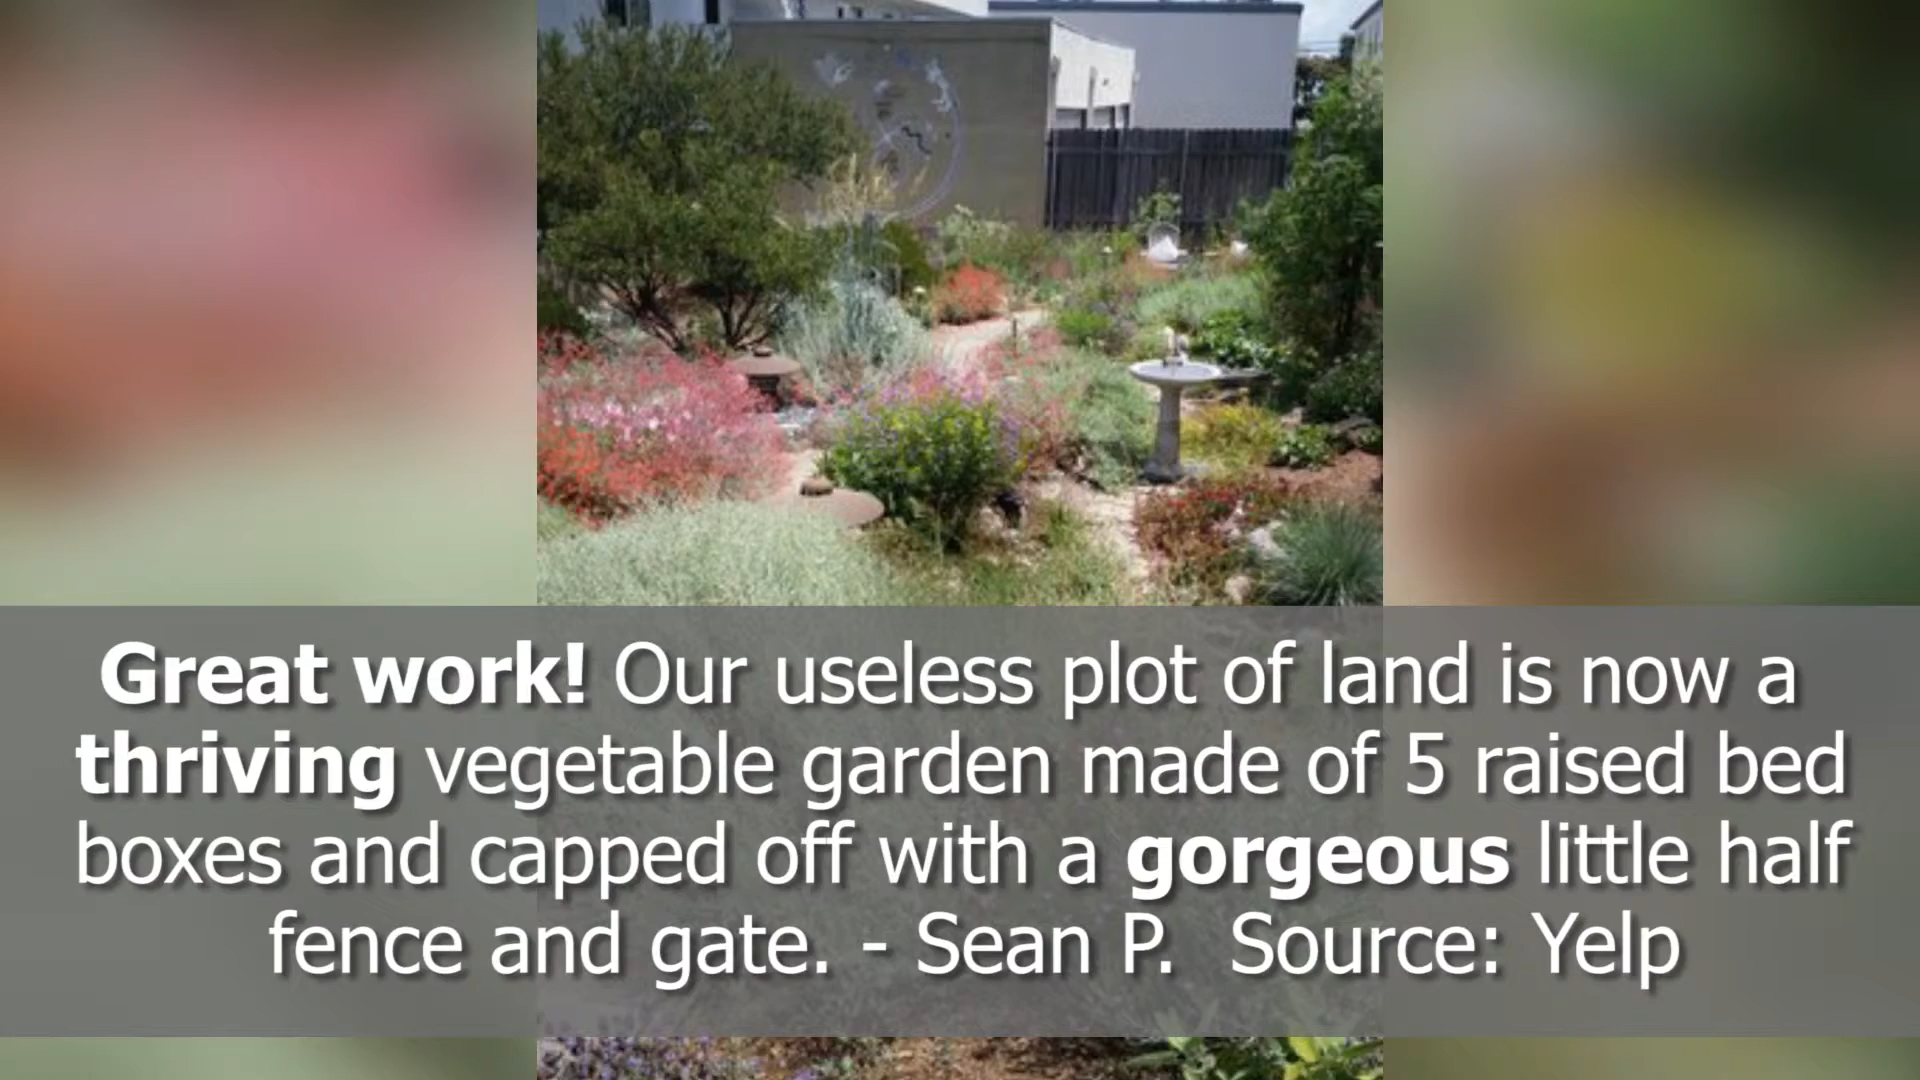 Great work! Our useless plot of land is now a
thriving vegetable garden made of 5 raised bed
boxes and capped off with a gorgeous little half
fence and gate. - Sean P.  Source: Yelp